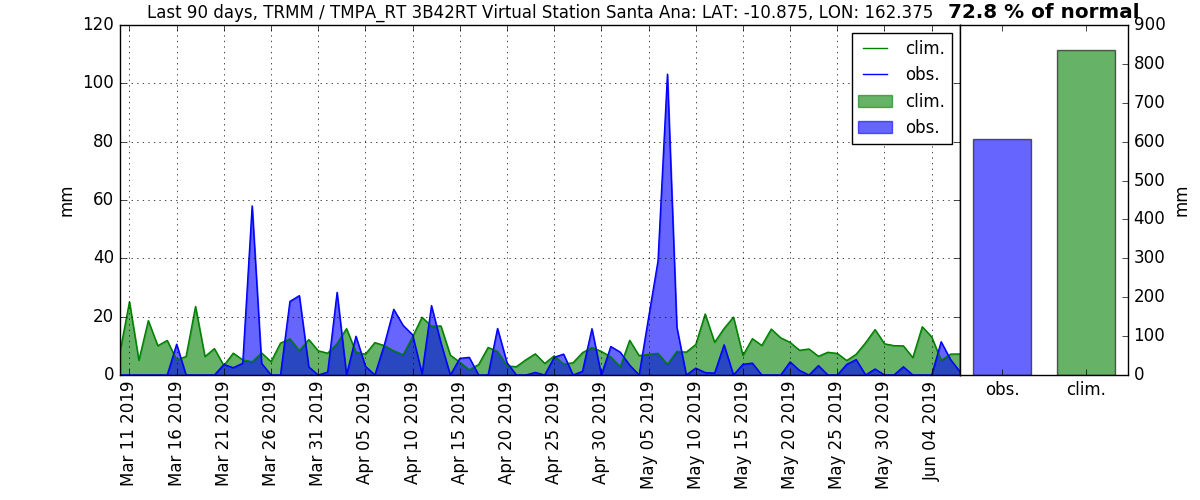 Last 90 days, TRMM / TMPA_RT 3B42RT Virtual Station Santa Ana: LAT: -10.875, LON: 162.375 72.8 % of normal
120
100
80
60
40
20
0
mm
clim.
obs.
clim.
obs.
900
800
700
600
500
400
300
200
100
0
mm
Mar 11 2019
Mar 16 2019
Mar 21 2019
Mar 26 2019
Mar 31 2019
Apr 05 2019
Apr 10 2019
Apr 15 2019
Apr 20 2019
Apr 25 2019
Apr 30 2019
May 05 2019
May 10 2019
May 15 2019
May 20 2019
May 25 2019
May 30 2019
Jun 04 2019
obs.
clim.